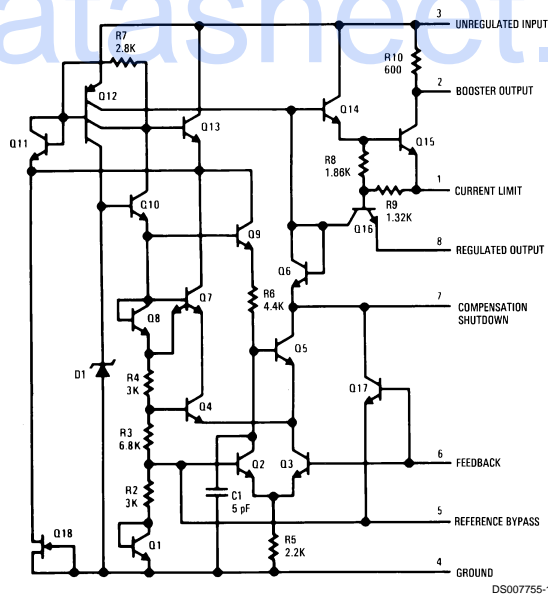 datasheet.
3 UNREGULATED INPUT
R7
2.8K
R10
600
Q12
2 BOOSTER OUTPUT
Q14
Q11
Q13
Q15
R8
1.86K
1 CURRENT LIMIT
R9
1.32K
Q10
Q9
Q16
8 REGULATED OUTPUT
Q6
R6
4.4K
Q7
7 COMPENSATION
SHUTDOWN
Q8
Q5
D1
R4
3K
Q17
Q4
R3
6.8K
Q2
Q3
6 FEEDBACK
R2
3K
C1
5 pF
5 REFERENCE BYPASS
Q18
Q1
R5
2.2K
4 GROUND
DS007755-1